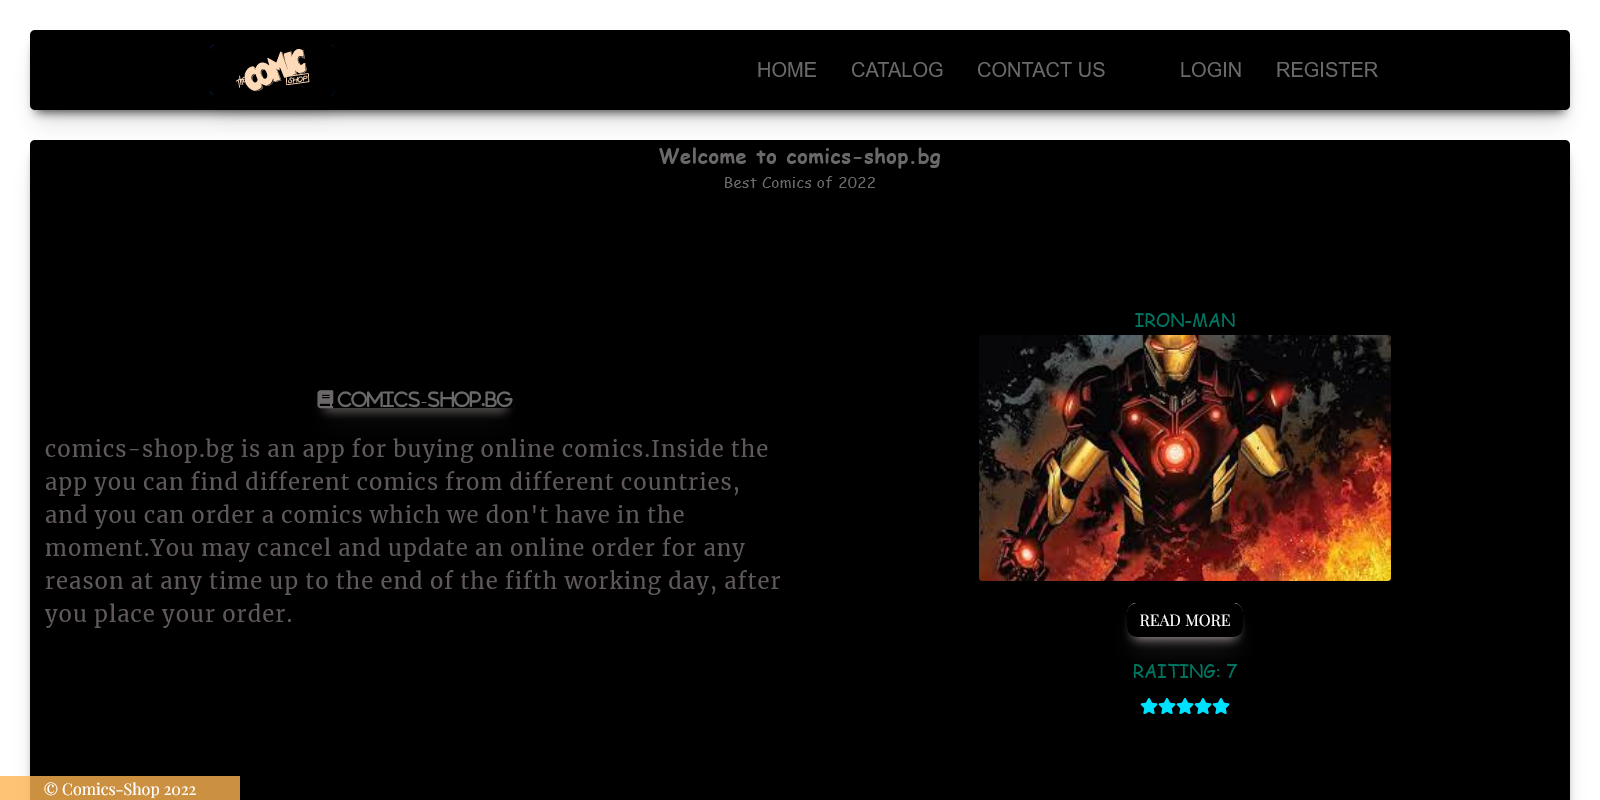 the COMIC SHOP
HOME CATALOG CONTACT US LOGIN REGISTER
Welcome to comics-shop.bg
Best Comics of 2022
COMICS-SHOP.BG
comics-shop.bg is an app for buying online comics.Inside the
app you can find different comics from different countries,
and you can order a comics which we don't have in the
moment.You may cancel and update an online order for any
reason at any time up to the end of the fifth working day, after
you place your order.
IRON-MAN
READ MORE
RAITING: 7
© Comics-Shop 2022